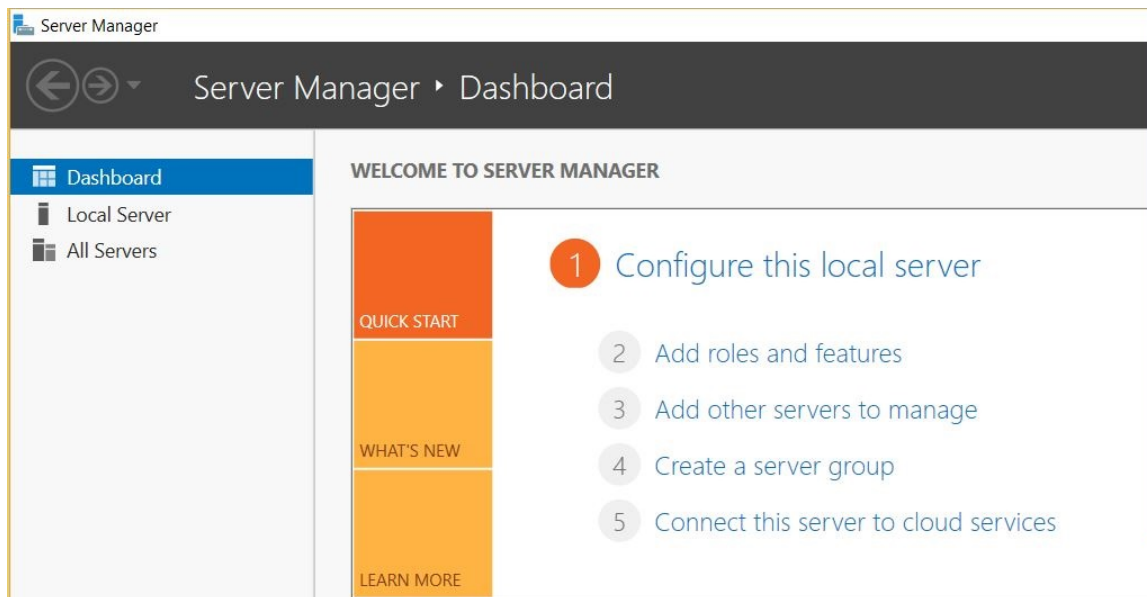 Server Manager
Server Manager ‣ Dashboard
Dashboard
Local Server
All Servers
WELCOME TO SERVER MANAGER
QUICK START
WHAT'S NEW
LEARN MORE
1 Configure this local server
2 Add roles and features
3 Add other servers to manage
4 Create a server group
5 Connect this server to cloud services